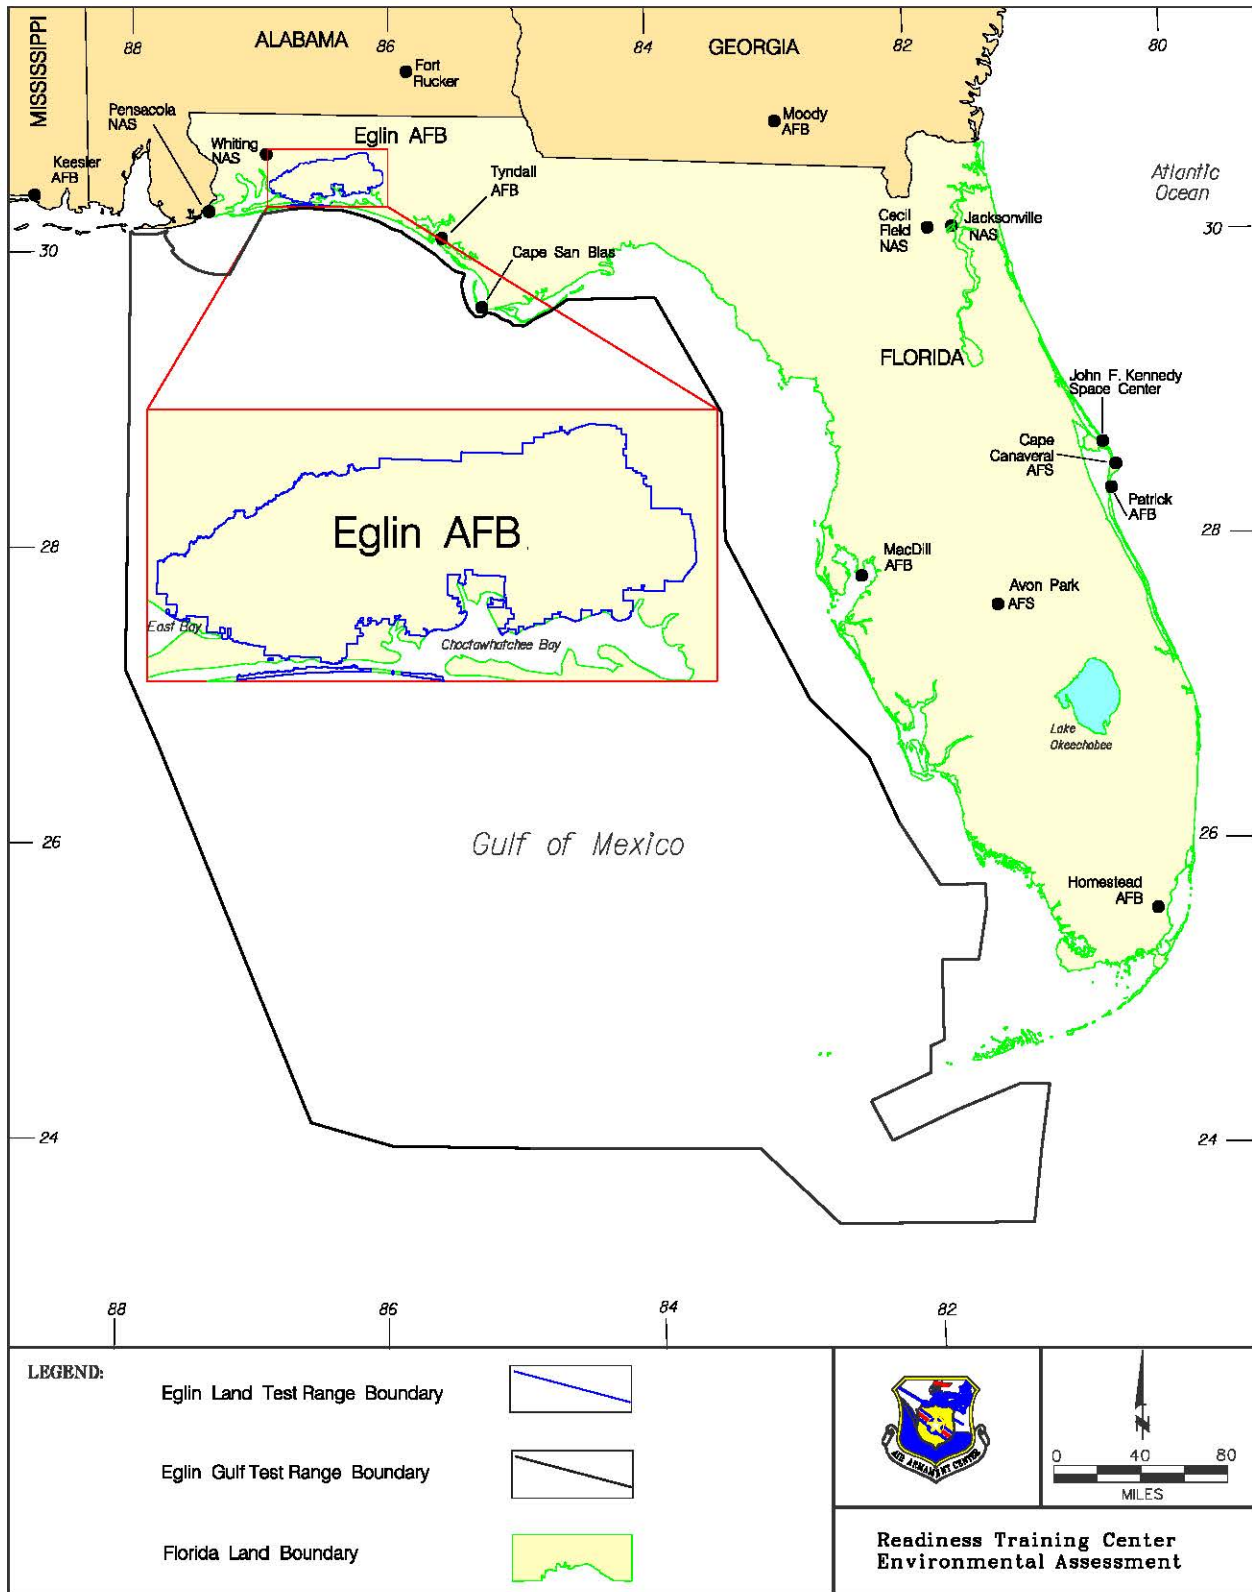 88
86
84
82
80
MISSISSIPPI
ALABAMA
GEORGIA
Fort
Rucker
Pensacola
NAS
Moody
AFB
Eglin AFB
Whiting
NAS
Keesler
AFB
Tyndall
AFB
Atlantic
Ocean
Cecil
Field
NAS
Jacksonville
NAS
30
30
Cape San Blas
FLORIDA
John F. Kennedy
Space Center
Cape
Canaveral
AFS
Patrick
AFB
Eglin AFB
28
28
MacDill
AFB
Avon Park
AFS
East Bay
Choctawhatchee Bay
Lake
Okeechobee
Gulf of Mexico
26
26
Homestead
AFB
24
24
88
86
84
82
LEGEND:
Eglin Land Test Range Boundary
Eglin Gulf Test Range Boundary
Florida Land Boundary
AIR ARMAMENT CENTER
N
0 40 80
MILES
Readiness Training Center
Environmental Assessment